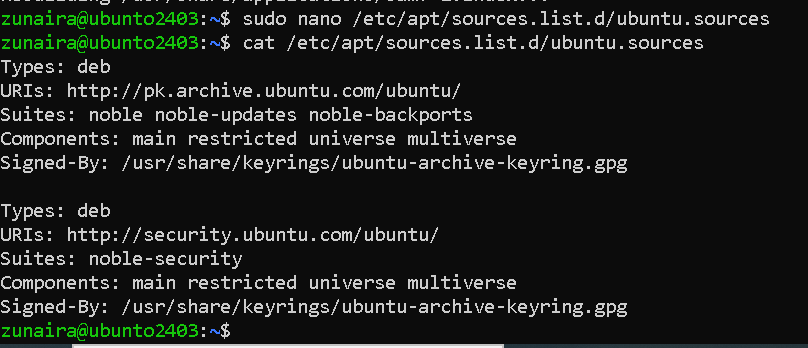 zunaira@ubunto2403:~$ sudo nano /etc/apt/sources.list.d/ubuntu.sources
zunaira@ubunto2403:~$ cat /etc/apt/sources.list.d/ubuntu.sources
Types: deb
URIs: http://pk.archive.ubuntu.com/ubuntu/
Suites: noble noble-updates noble-backports
Components: main restricted universe multiverse
Signed-By: /usr/share/keyrings/ubuntu-archive-keyring.gpg

Types: deb
URIs: http://security.ubuntu.com/ubuntu/
Suites: noble-security
Components: main restricted universe multiverse
Signed-By: /usr/share/keyrings/ubuntu-archive-keyring.gpg
zunaira@ubunto2403:~$